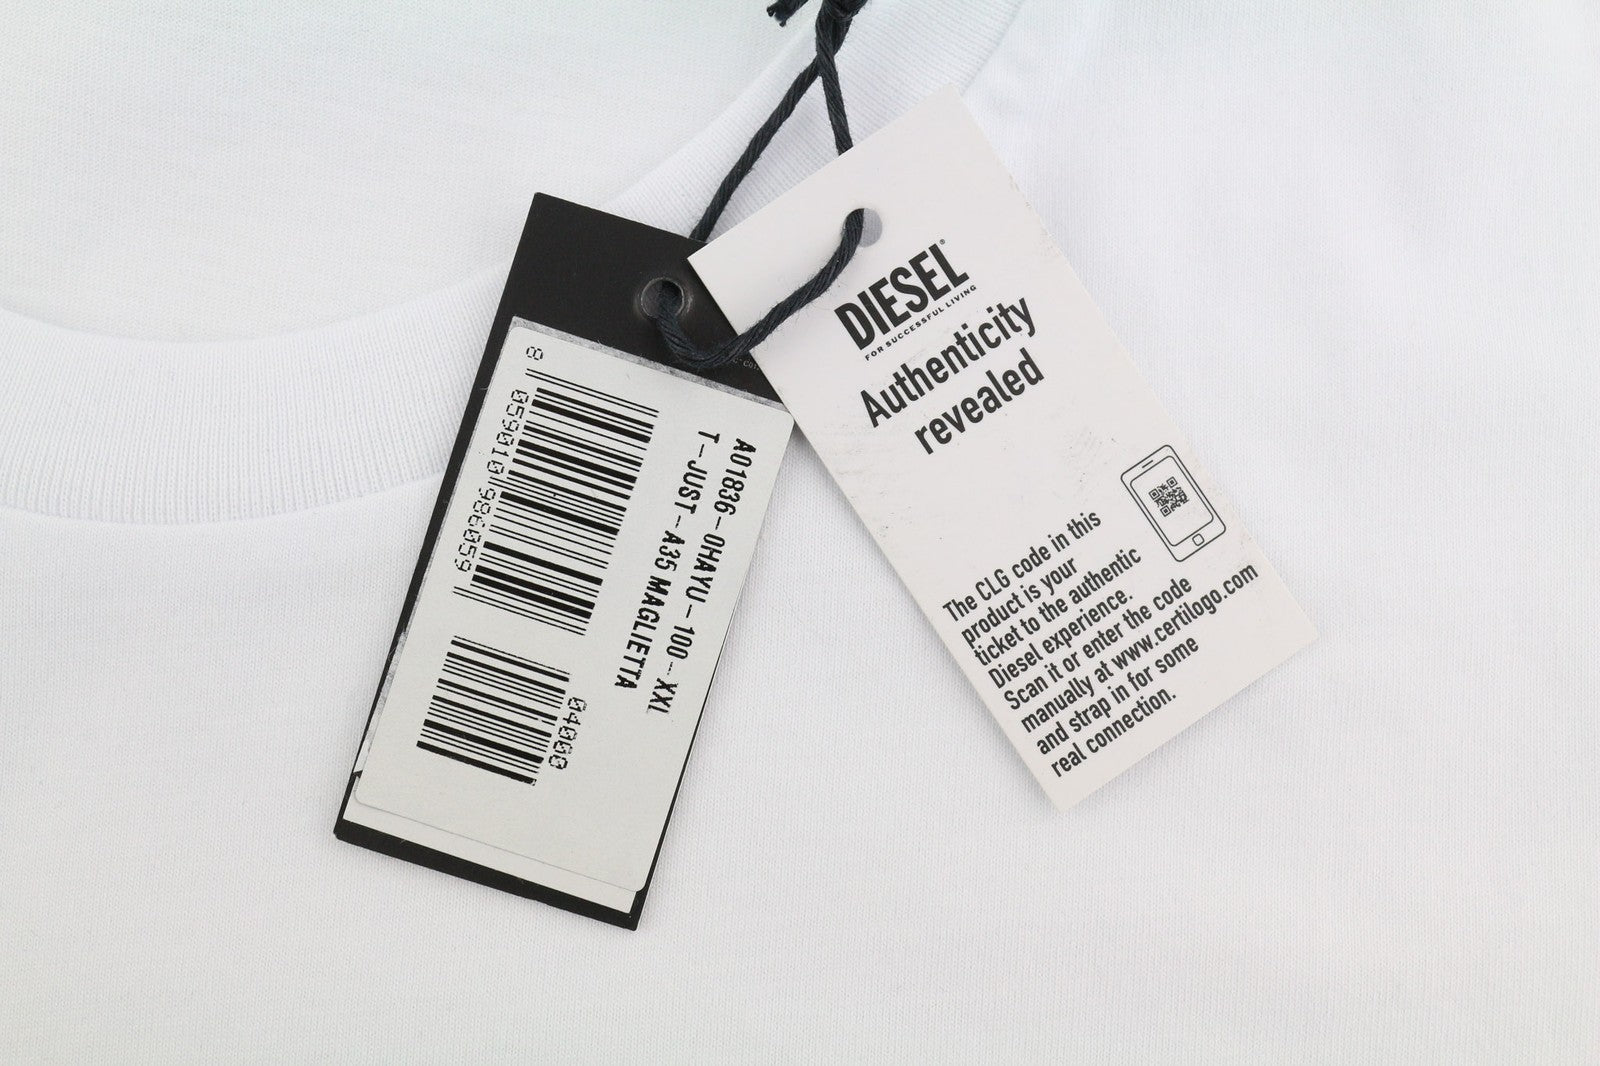 A01836-0HAYU-100-XXL
T-JUST-A35 MAGLIETTA
8 059010 986059
04000
DIESEL®
FOR SUCCESSFUL LIVING
Authenticity
revealed
The CLG code in this
product is your
ticket to the authentic
Diesel experience.
Scan it or enter the code
manually at www.certilogo.com
and strap in for some
real connection.